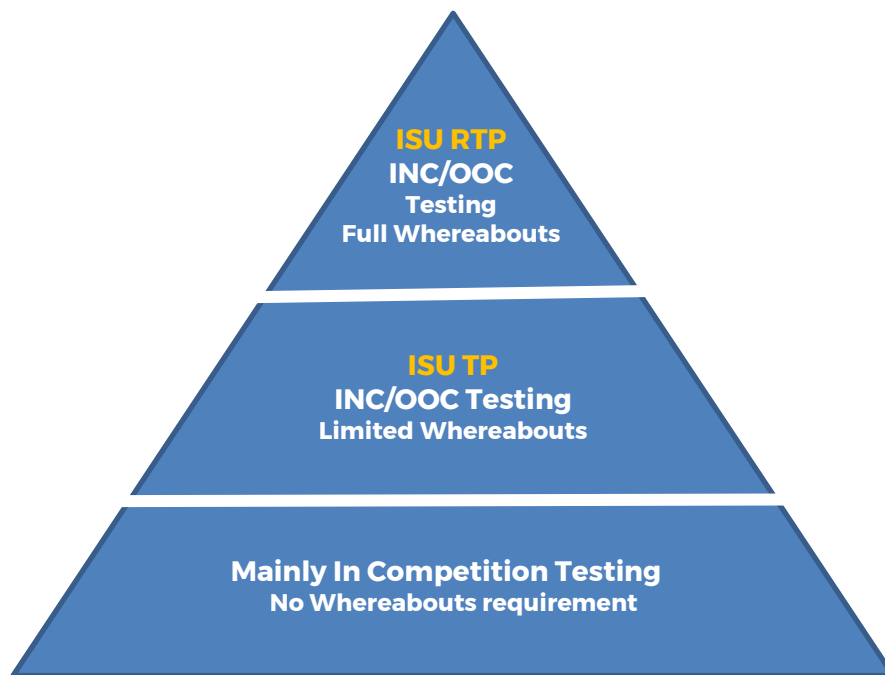 ISU RTP
INC/OOC
Testing
Full Whereabouts
ISU TP
INC/OOC Testing
Limited Whereabouts
Mainly In Competition Testing
No Whereabouts requirement